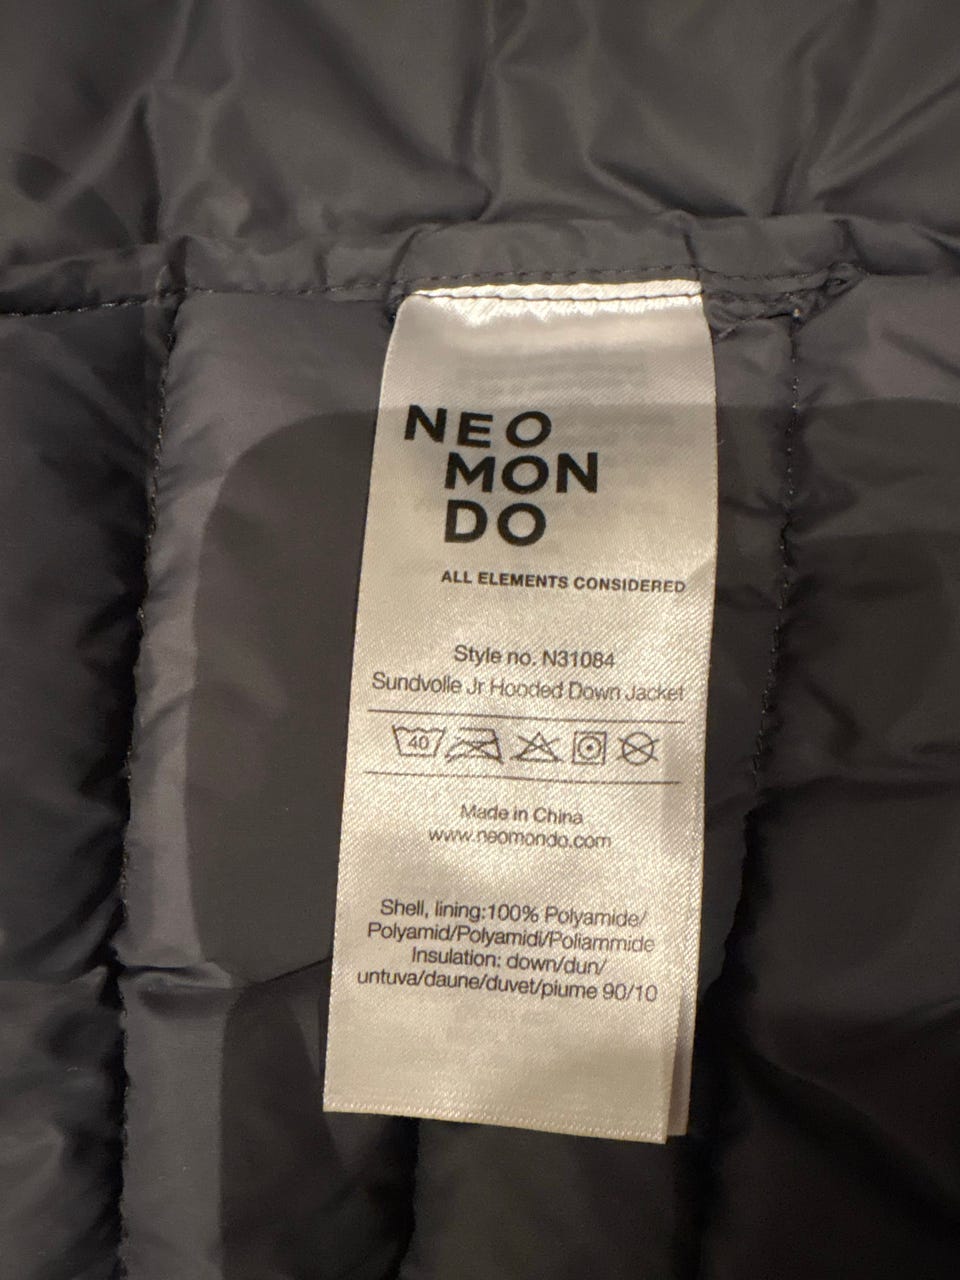 NEO
MON
DO
ALL ELEMENTS CONSIDERED
Style no. N31084
Sundvolle Jr Hooded Down Jacket
40
Made in China
www.neomondo.com
Shell, lining:100% Polyamide/
Polyamid/Polyamidi/Poliammide
Insulation: down/dun/
untuva/daune/duvet/piume 90/10